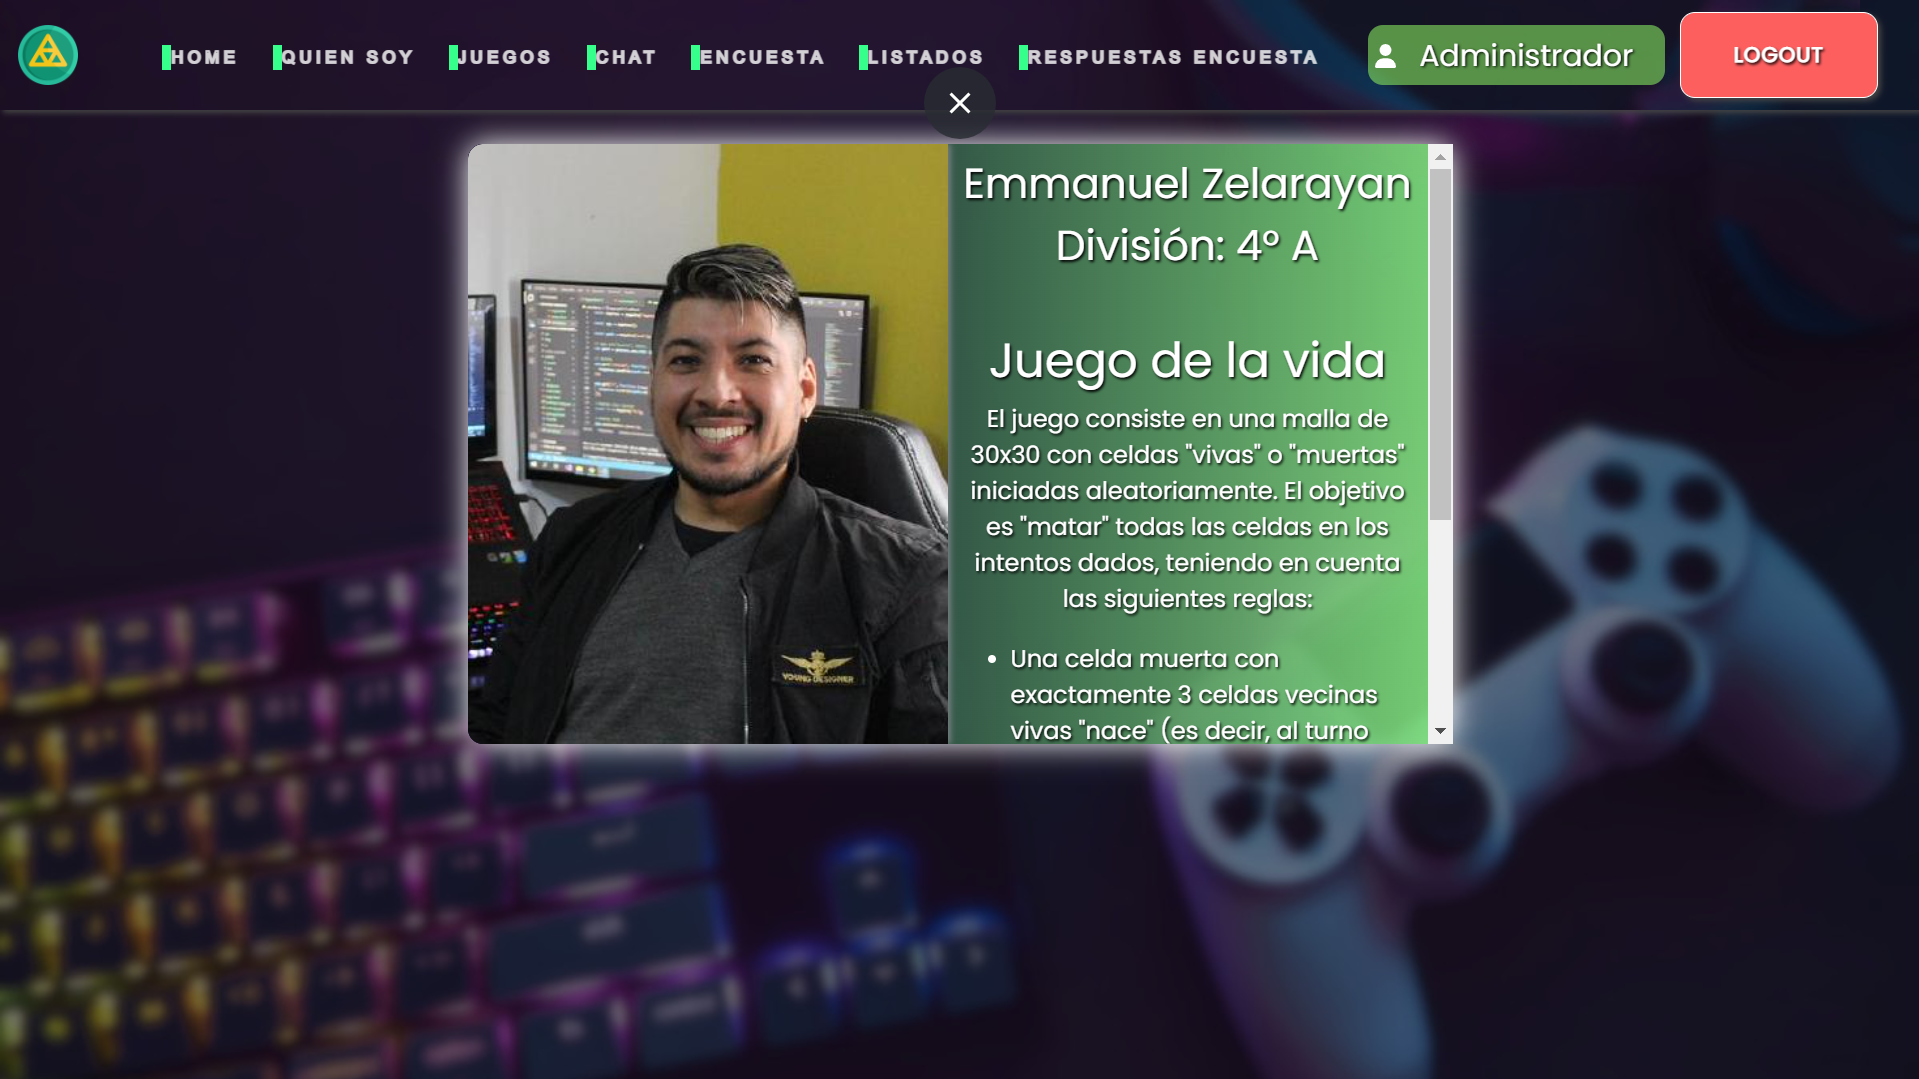 HOME
QUIEN SOY
JUEGOS
CHAT
ENCUESTA
LISTADOS
RESPUESTAS ENCUESTA
Administrador
LOGOUT
Emmanuel Zelarayan
División: 4º A
Juego de la vida
El juego consiste en una malla de
30x30 con celdas "vivas" o "muertas"
iniciadas aleatoriamente. El objetivo
es "matar" todas las celdas en los
intentos dados, teniendo en cuenta
las siguientes reglas:
• Una celda muerta con
exactamente 3 celdas vecinas
vivas "nace" (es decir, al turno
YOUNG DESIGNER